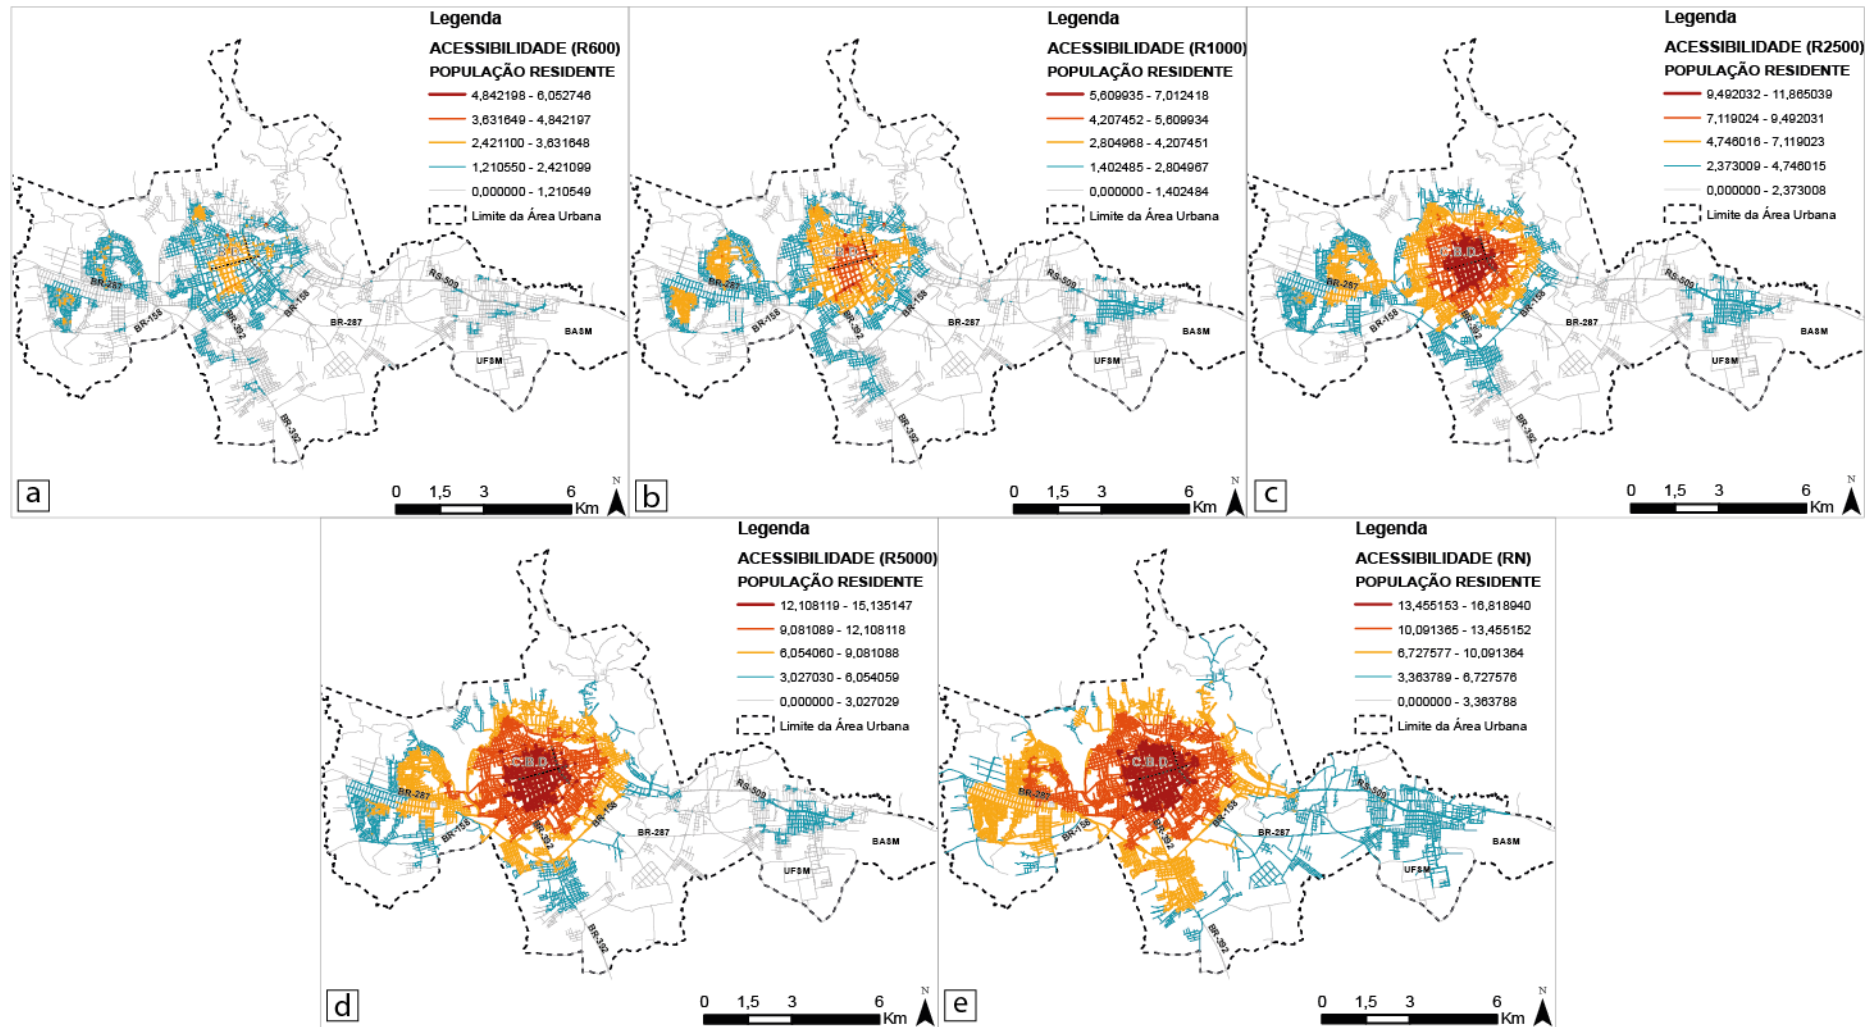 Legenda
ACESSIBILIDADE (R600)
POPULAÇÃO RESIDENTE
4,842198 - 6,052746
3,631649 - 4,842197
2,421100 - 3,631648
1,210550 - 2,421099
0,000000 - 1,210549
Limite da Área Urbana
BR-287
BR-158
BR-392
BR-158
BR-287
RS-509
BASM
UFSM
BR-392
a
0 1,5 3 6
Km
N
Legenda
ACESSIBILIDADE (R1000)
POPULAÇÃO RESIDENTE
5,609935 - 7,012418
4,207452 - 5,609934
2,804968 - 4,207451
1,402485 - 2,804967
0,000000 - 1,402484
Limite da Área Urbana
BR-287
BR-158
BR-392
BR-158
BR-287
RS-509
BASM
UFSM
BR-392
b
0 1,5 3 6
Km
N
Legenda
ACESSIBILIDADE (R2500)
POPULAÇÃO RESIDENTE
9,492032 - 11,865039
7,119024 - 9,492031
4,746016 - 7,119023
2,373009 - 4,746015
0,000000 - 2,373008
Limite da Área Urbana
C.B.D.
BR-287
BR-158
BR-392
BR-158
BR-287
RS-509
BASM
UFSM
BR-392
c
0 1,5 3 6
Km
N
Legenda
ACESSIBILIDADE (R5000)
POPULAÇÃO RESIDENTE
12,108119 - 15,135147
9,081089 - 12,108118
6,054060 - 9,081088
3,027030 - 6,054059
0,000000 - 3,027029
Limite da Área Urbana
C.B.D.
BR-287
BR-158
BR-392
BR-158
BR-287
RS-509
BASM
UFSM
BR-392
d
0 1,5 3 6
Km
N
Legenda
ACESSIBILIDADE (RN)
POPULAÇÃO RESIDENTE
13,455153 - 16,818940
10,091365 - 13,455152
6,727577 - 10,091364
3,363789 - 6,727576
0,000000 - 3,363788
Limite da Área Urbana
C.B.D.
BR-287
BR-158
BR-392
BR-158
BR-287
RS-509
BASM
UFSM
BR-392
e
0 1,5 3 6
Km
N